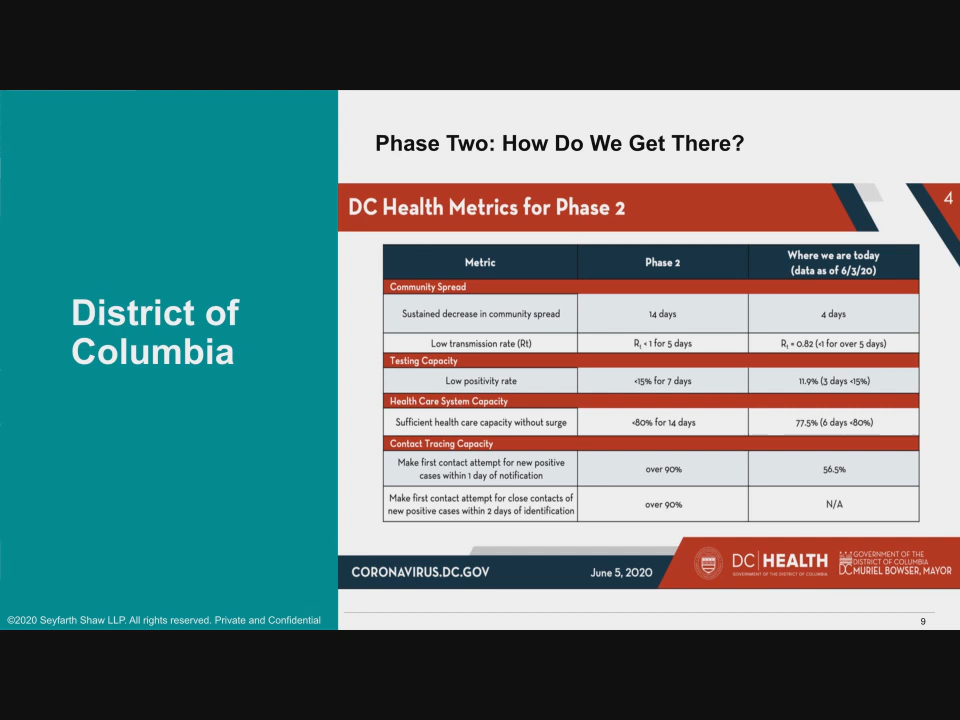 Phase Two: How Do We Get There?
DC Health Metrics for Phase 2
4
Metric
Phase 2
Where we are today
(data as of 6/3/20)
Community Spread
Sustained decrease in community spread
14 days
4 days
Low transmission rate (Rt)
Rt < 1 for 5 days
Rt = 0.82 (<1 for over 5 days)
Testing Capacity
Low positivity rate
<15% for 7 days
11.9% (3 days <15%)
Health Care System Capacity
Sufficient health care capacity without surge
<80% for 14 days
77.5% (6 days <80%)
Contact Tracing Capacity
Make first contact attempt for new positive
cases within 1 day of notification
over 90%
56.5%
Make first contact attempt for close contacts of
new positive cases within 2 days of identification
over 90%
N/A
District of
Columbia
CORONAVIRUS.DC.GOV
June 5, 2020
DC HEALTH
GOVERNMENT OF THE DISTRICT OF COLUMBIA
GOVERNMENT OF THE
DISTRICT OF COLUMBIA
DC MURIEL BOWSER, MAYOR
©2020 Seyfarth Shaw LLP. All rights reserved. Private and Confidential
9